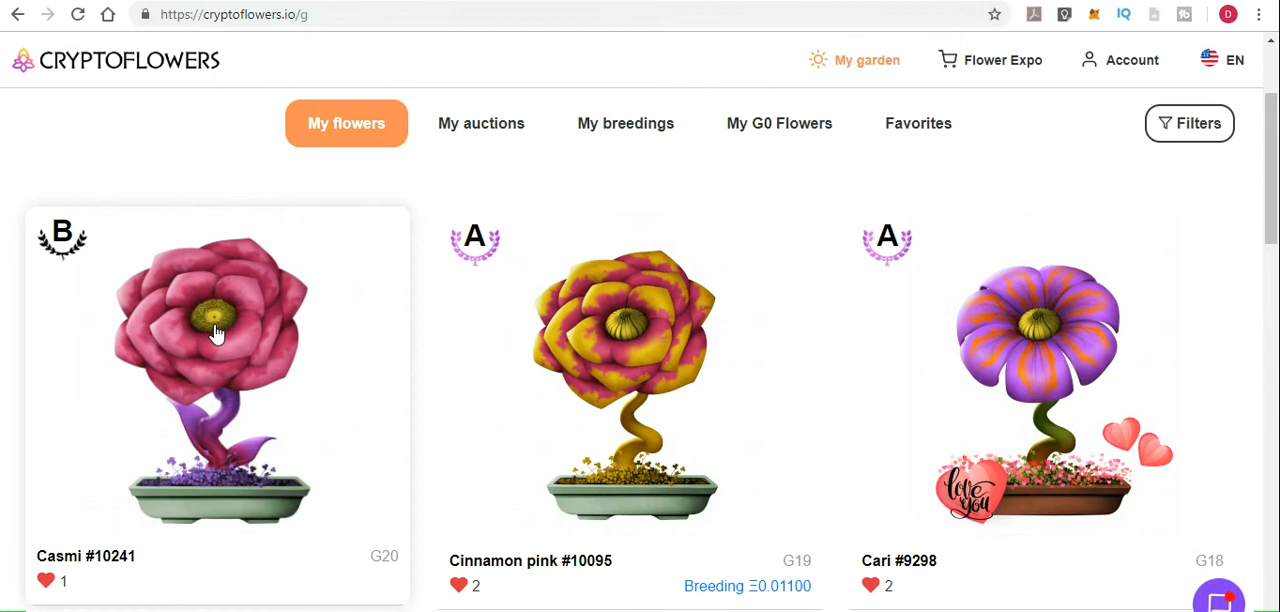 https://cryptoflowers.io/g
IQ
D
CRYPTOFLOWERS
My garden
Flower Expo
Account
EN
My flowers
My auctions
My breedings
My G0 Flowers
Favorites
Filters
B
A
A
love
you
Casmi #10241
G20
1
Cinnamon pink #10095
G19
2
Breeding Ξ0.01100
Cari #9298
G18
2